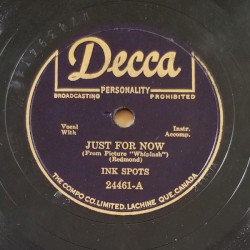 Decca
PERSONALITY
BROADCASTING PROHIBITED
Vocal With
Instr. Accomp.
JUST FOR NOW
(From Picture "Whiplash")
(Redmond)
INK SPOTS
24461-A
THE COMPO CO. LIMITED. LACHINE QUE. CANADA